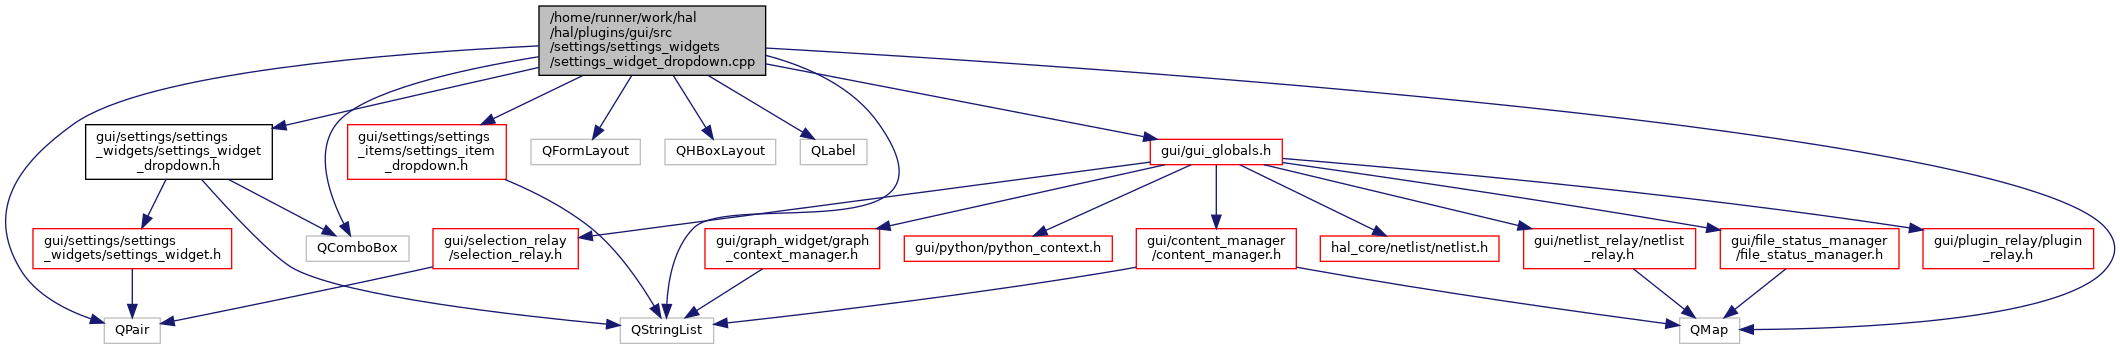 /home/runner/work/hal
/hal/plugins/gui/src
/settings/settings_widgets
/settings_widget_dropdown.cpp
gui/settings/settings
_widgets/settings_widget
_dropdown.h
gui/settings/settings
_items/settings_item
_dropdown.h
QFormLayout
QHBoxLayout
QLabel
gui/gui_globals.h
gui/settings/settings
_widgets/settings_widget.h
QComboBox
gui/selection_relay
/selection_relay.h
gui/graph_widget/graph
_context_manager.h
gui/python/python_context.h
gui/content_manager
/content_manager.h
hal_core/netlist/netlist.h
gui/netlist_relay/netlist
_relay.h
gui/file_status_manager
/file_status_manager.h
gui/plugin_relay/plugin
_relay.h
QPair
QStringList
QMap